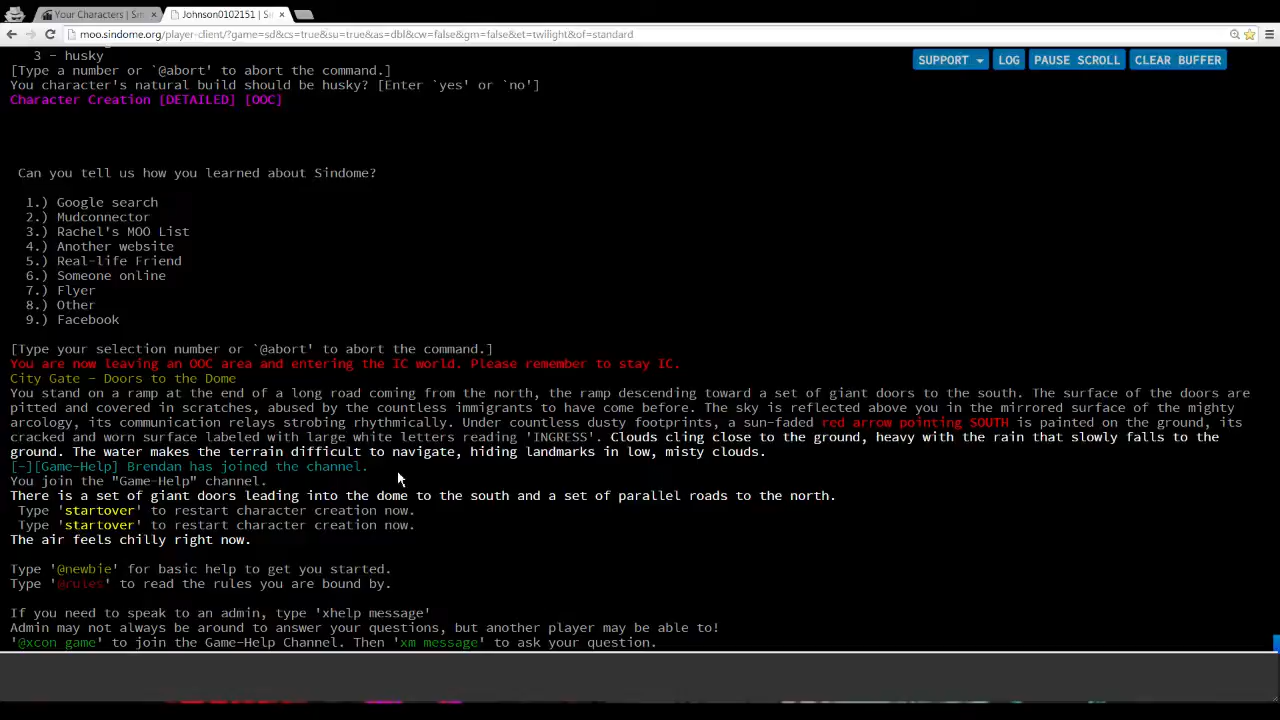 Your Characters | Sm
Johnson0102151 | Sm
moo.sindome.org/player-client/?game=sd&cs=true&su=true&as=dbl&cw=false&gm=false&et=twilight&of=standard
3 - husky
SUPPORT LOG PAUSE SCROLL CLEAR BUFFER
[Type a number or `@abort' to abort the command.]
You character's natural build should be husky? [Enter `yes' or `no']
Character Creation [DETAILED] [OOC]
Can you tell us how you learned about Sindome?
1.) Google search
2.) Mudconnector
3.) Rachel's MOO List
4.) Another website
5.) Real-life Friend
6.) Someone online
7.) Flyer
8.) Other
9.) Facebook
[Type your selection number or `@abort' to abort the command.]
You are now leaving an OOC area and entering the IC world. Please remember to stay IC.
City Gate - Doors to the Dome
You stand on a ramp at the end of a long road coming from the north, the ramp descending toward a set of giant doors to the south. The surface of the doors are
pitted and covered in scratches, abused by the countless immigrants to have come before. The sky is reflected above you in the mirrored surface of the mighty
arcology, its communication relays strobing rhythmically. Under countless dusty footprints, a sun-faded red arrow pointing SOUTH is painted on the ground, its
cracked and worn surface labeled with large white letters reading 'INGRESS'. Clouds cling close to the ground, heavy with the rain that slowly falls to the
ground. The water makes the terrain difficult to navigate, hiding landmarks in low, misty clouds.
[-][Game-Help] Brendan has joined the channel.
You join the "Game-Help" channel.
There is a set of giant doors leading into the dome to the south and a set of parallel roads to the north.
Type 'startover' to restart character creation now.
Type 'startover' to restart character creation now.
The air feels chilly right now.
Type '@newbie' for basic help to get you started.
Type '@rules' to read the rules you are bound by.
If you need to speak to an admin, type 'xhelp message'
Admin may not always be around to answer your questions, but another player may be able to!
'@xcon game' to join the Game-Help Channel. Then 'xm message' to ask your question.